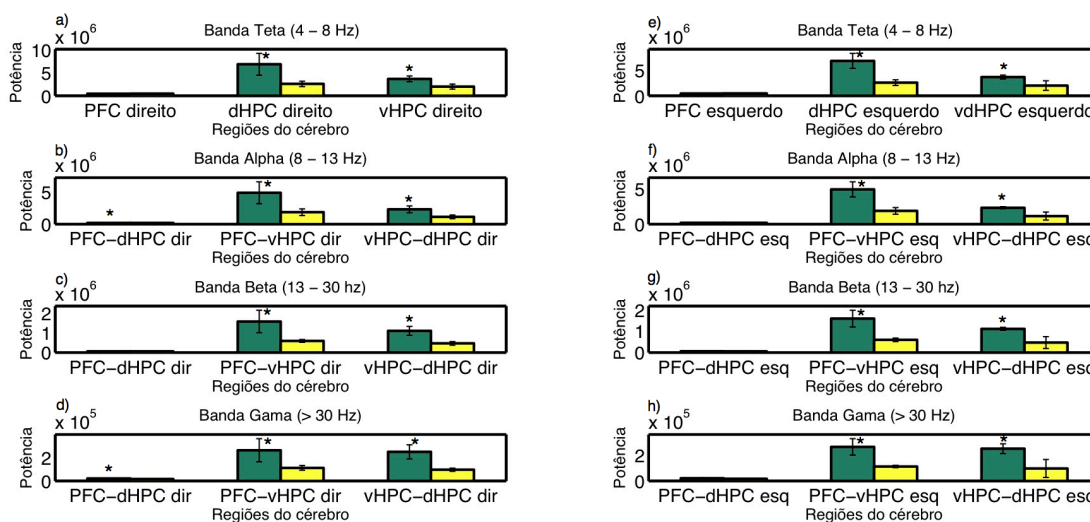 a)
x 10^6
Banda Teta (4 – 8 Hz)
Potência
10
5
0
* *
PFC direito dHPC direito vHPC direito
Regiões do cérebro
b)
x 10^6
Banda Alpha (8 – 13 Hz)
Potência
5
0
* * *
PFC–dHPC dir PFC–vHPC dir vHPC–dHPC dir
Regiões do cérebro
c)
x 10^6
Banda Beta (13 – 30 hz)
Potência
2
1
0
* *
PFC–dHPC dir PFC–vHPC dir vHPC–dHPC dir
Regiões do cérebro
d)
x 10^5
Banda Gama (> 30 Hz)
Potência
2
0
* * *
PFC–dHPC dir PFC–vHPC dir vHPC–dHPC dir
Regiões do cérebro
e)
x 10^6
Banda Teta (4 – 8 Hz)
Potência
5
0
* *
PFC esquerdo dHPC esquerdo vdHPC esquerdo
Regiões do cérebro
f)
x 10^6
Banda Alpha (8 – 13 Hz)
Potência
5
0
* *
PFC–dHPC esq PFC–vHPC esq vHPC–dHPC esq
Regiões do cérebro
g)
x 10^6
Banda Beta (13 – 30 hz)
Potência
2
1
0
* *
PFC–dHPC esq PFC–vHPC esq vHPC–dHPC esq
Regiões do cérebro
h)
x 10^5
Banda Gama (> 30 Hz)
Potência
2
0
* *
PFC–dHPC esq PFC–vHPC esq vHPC–dHPC esq
Regiões do cérebro